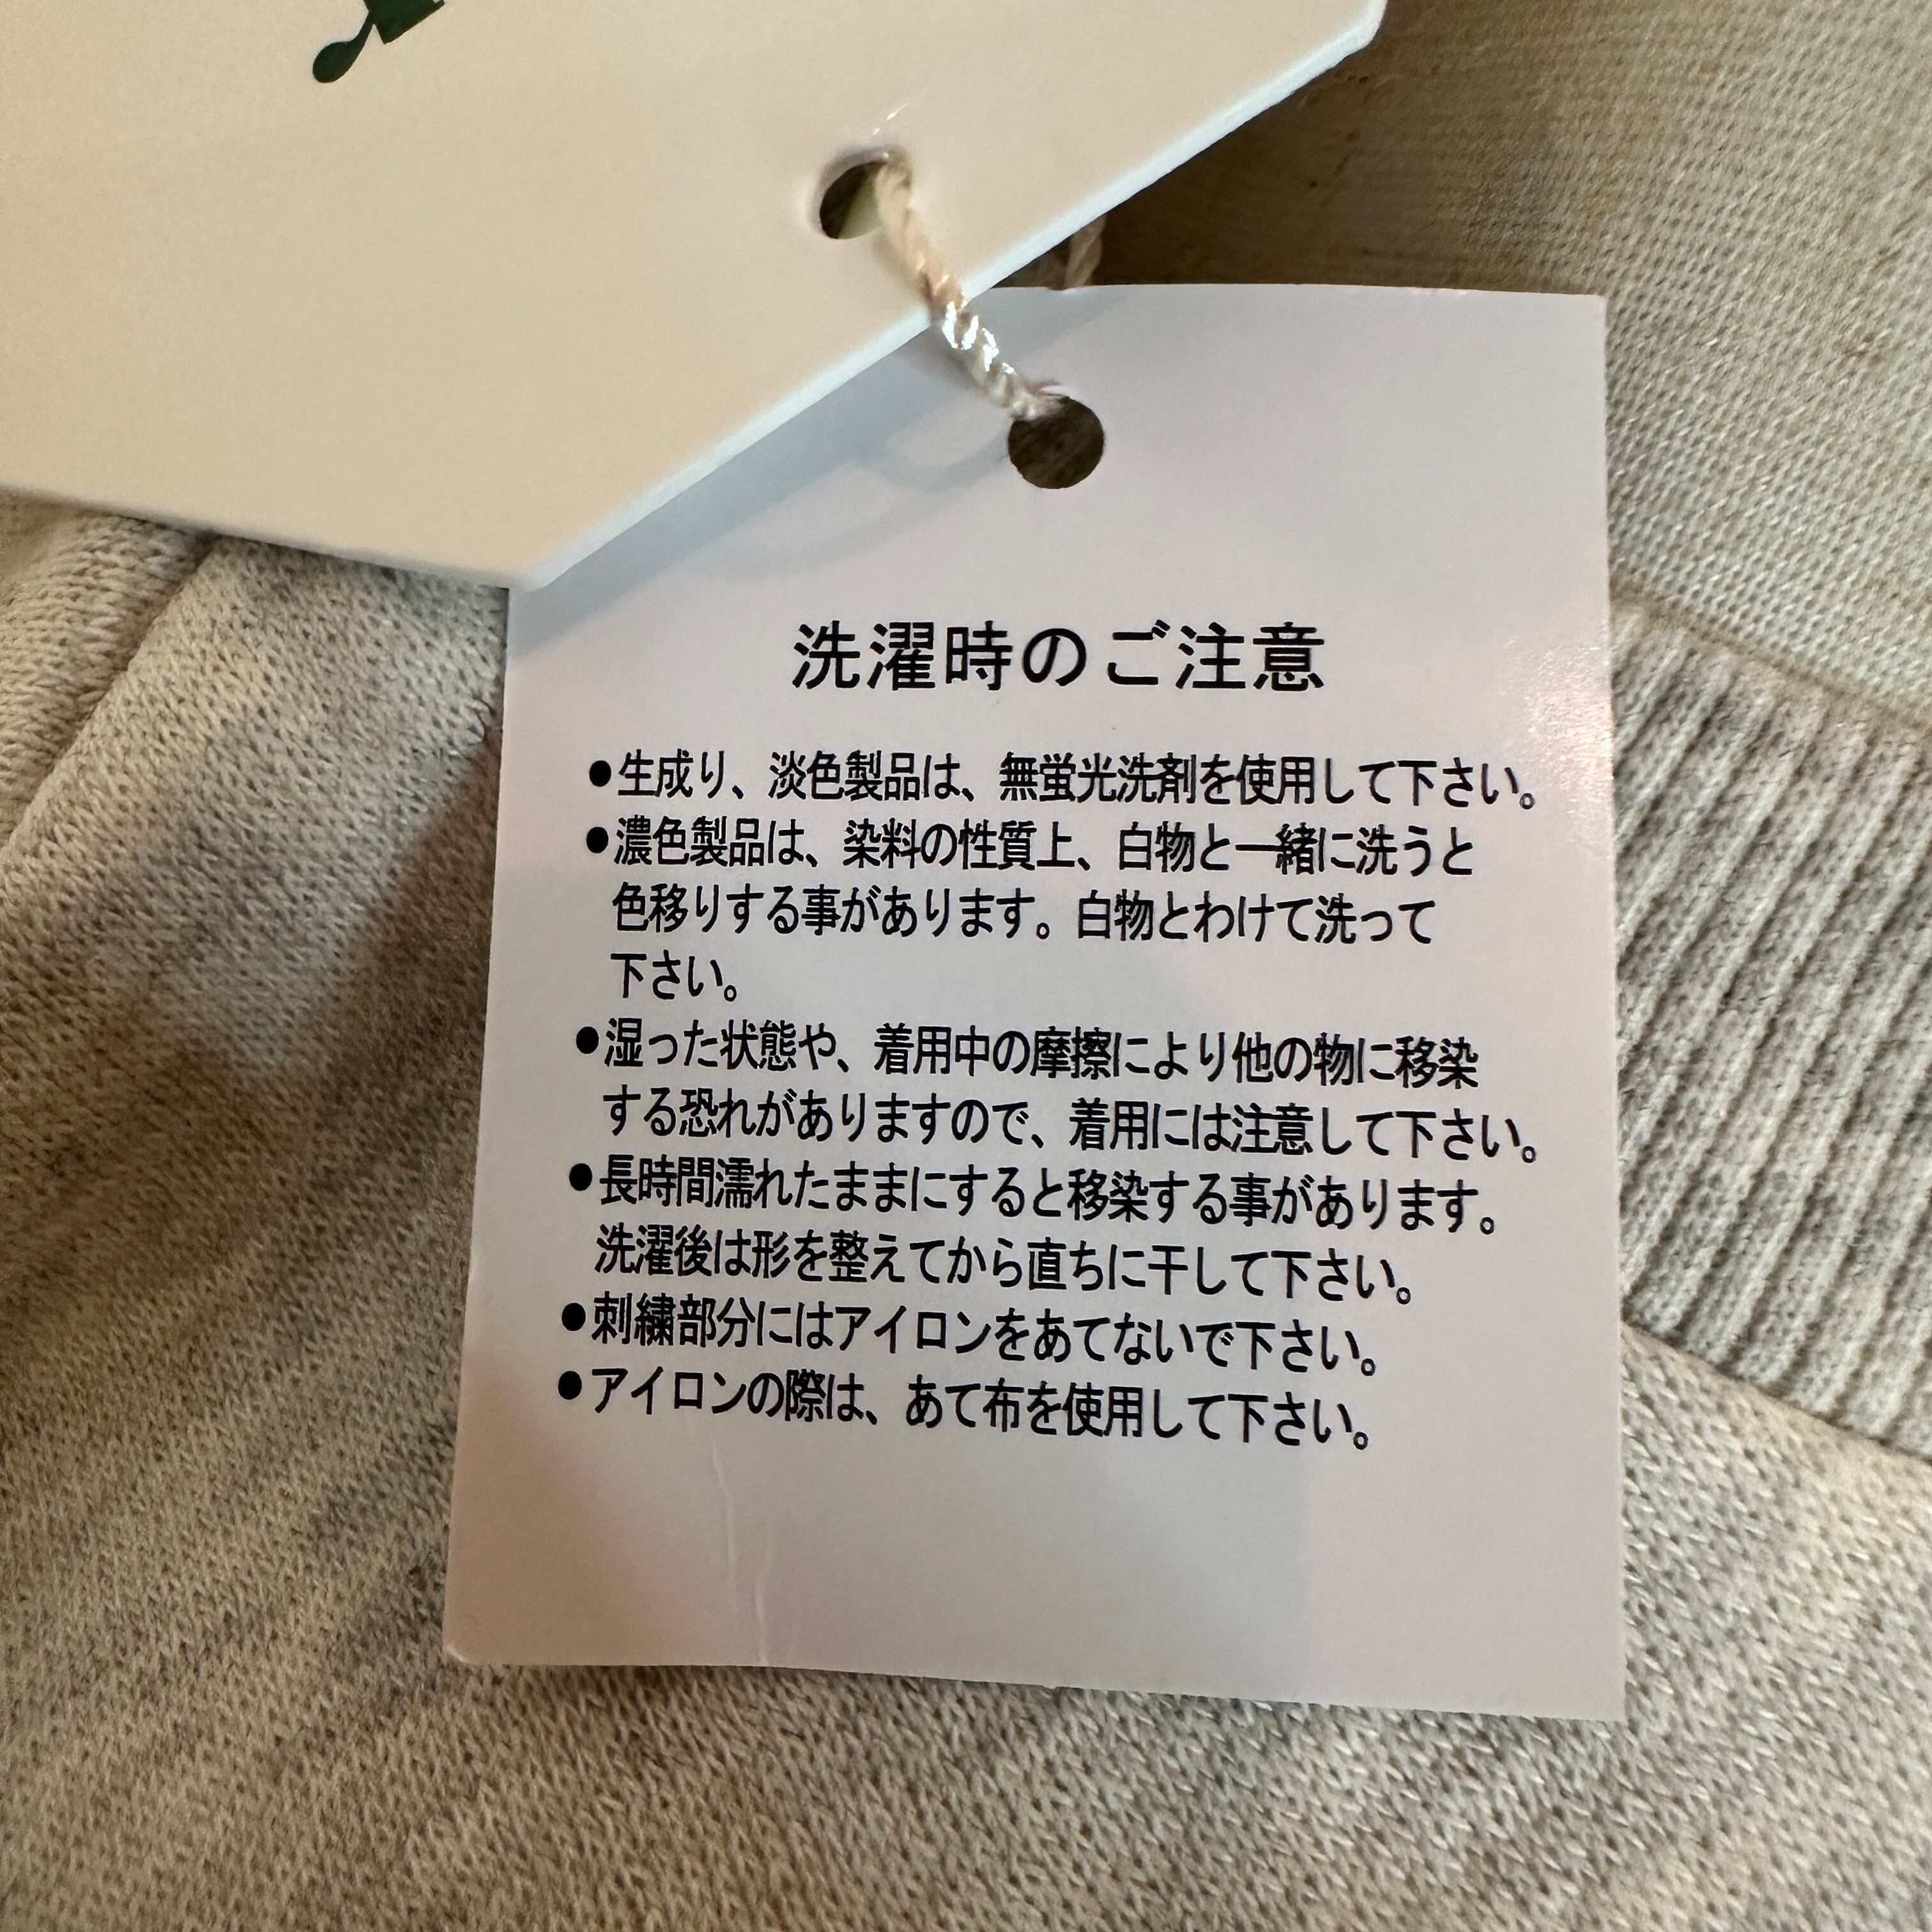 洗濯時のご注意
●生成り、淡色製品は、無蛍光洗剤を使用して下さい。
●濃色製品は、染料の性質上、白物と一緒に洗うと
色移りする事があります。白物とわけて洗って
下さい。
●湿った状態や、着用中の摩擦により他の物に移染
する恐れがありますので、着用には注意して下さい。
●長時間濡れたままにすると移染する事があります。
洗濯後は形を整えてから直ちに干して下さい。
●刺繍部分にはアイロンをあてないで下さい。
●アイロンの際は、あて布を使用して下さい。